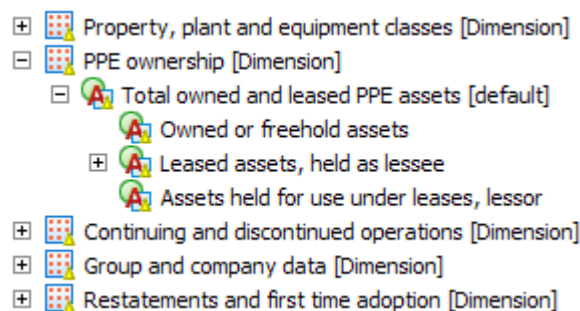 Property, plant and equipment classes [Dimension]
PPE ownership [Dimension]
Total owned and leased PPE assets [default]
Owned or freehold assets
Leased assets, held as lessee
Assets held for use under leases, lessor
Continuing and discontinued operations [Dimension]
Group and company data [Dimension]
Restatements and first time adoption [Dimension]